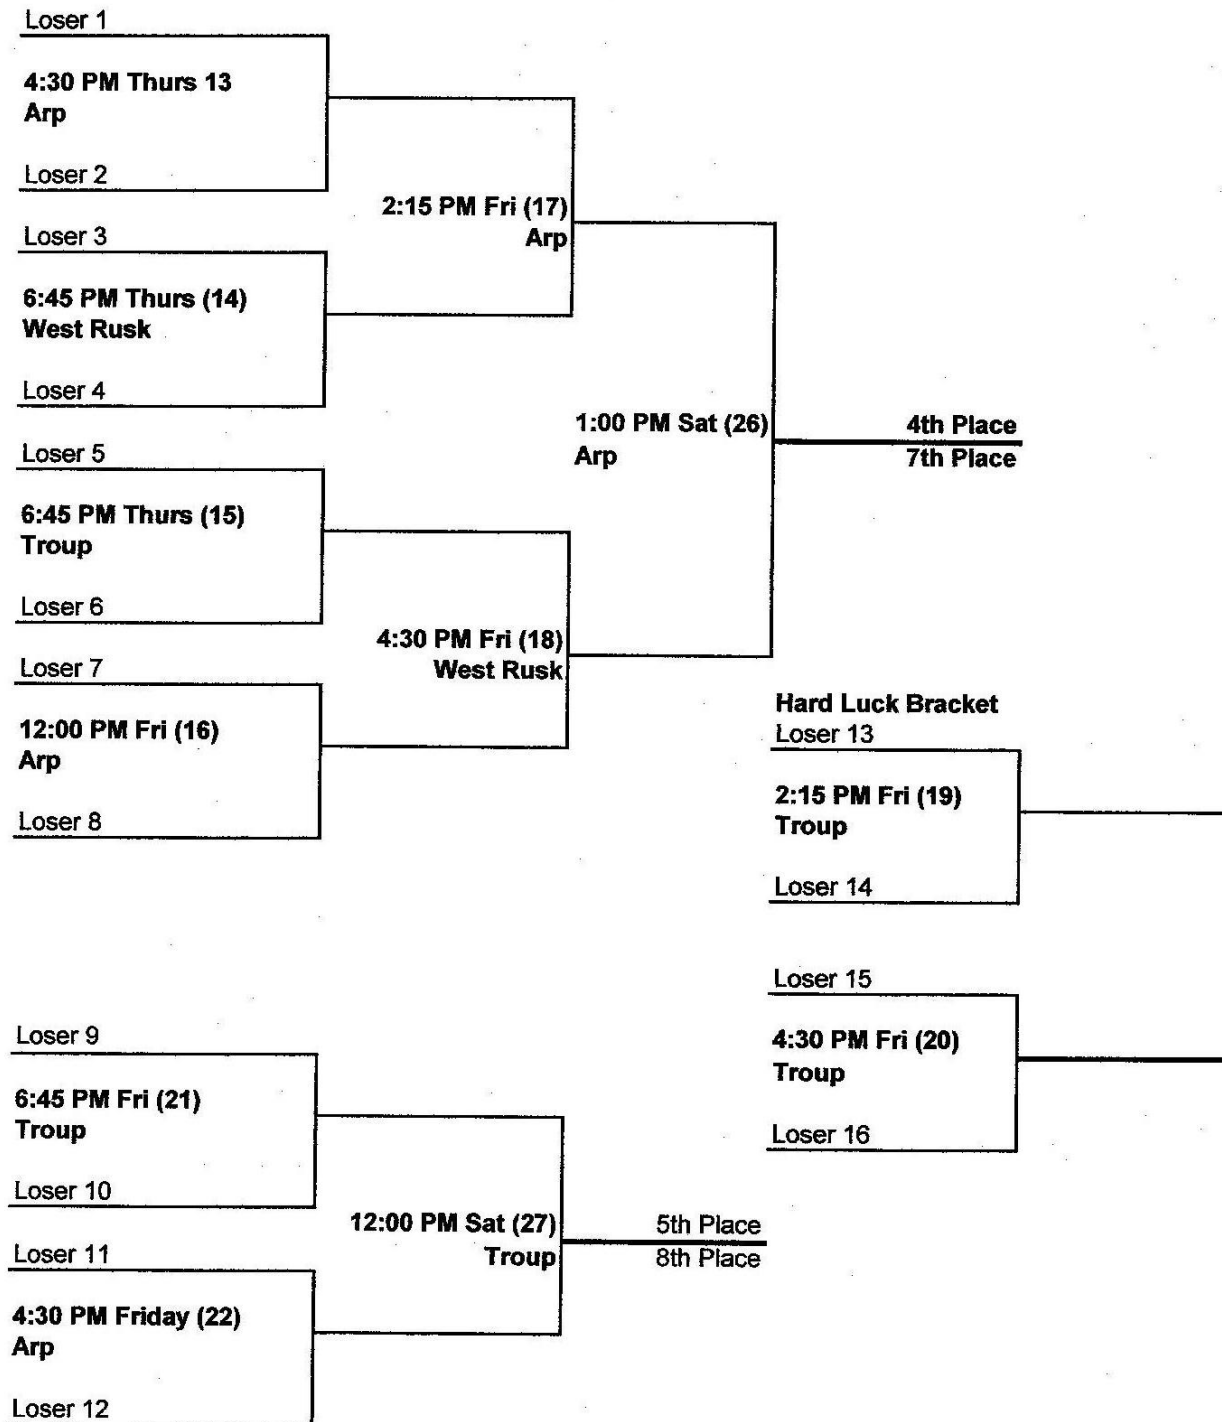 Loser 1
4:30 PM Thurs 13
Arp
Loser 2
2:15 PM Fri (17)
Arp
Loser 3
6:45 PM Thurs (14)
West Rusk
Loser 4
1:00 PM Sat (26)
Arp
4th Place
7th Place
Loser 5
6:45 PM Thurs (15)
Troup
Loser 6
4:30 PM Fri (18)
West Rusk
Loser 7
12:00 PM Fri (16)
Arp
Loser 8
Hard Luck Bracket
Loser 13
2:15 PM Fri (19)
Troup
Loser 14
Loser 15
4:30 PM Fri (20)
Troup
Loser 16
Loser 9
6:45 PM Fri (21)
Troup
Loser 10
12:00 PM Sat (27)
Troup
5th Place
8th Place
Loser 11
4:30 PM Friday (22)
Arp
Loser 12